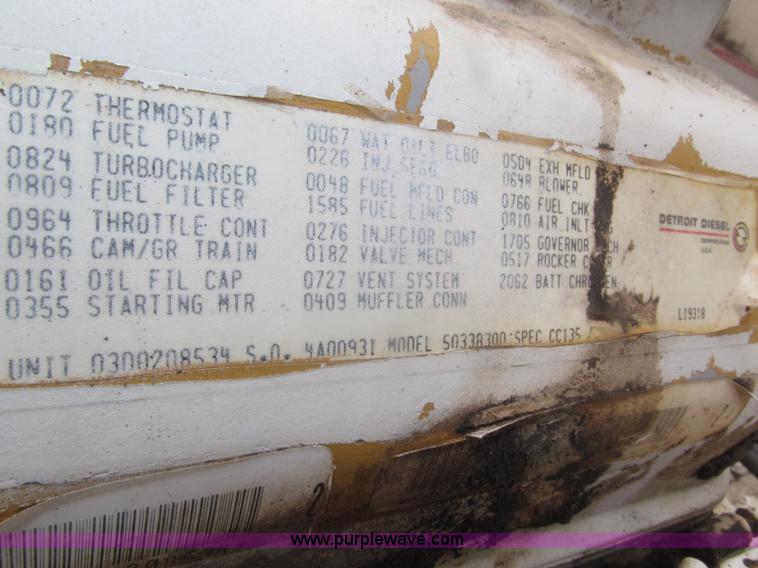 0072 THERMOSTAT
0180 FUEL PUMP
0824 TURBOCHARGER
0809 FUEL FILTER
0964 THROTTLE CONT
0466 CAM/GR TRAIN
0161 OIL FIL CAP
0355 STARTING MTR
0067 WAT OTLT ELBO
0226 INJ
0048 FUEL MFLD CON
1585 FUEL LINES
0276 INJECTOR CONT
0182 VALVE MECH
0727 VENT SYSTEM
0409 MUFFLER CONN
0504 EXH MFLD
0648 BLOWER
0766 FUEL CHK
0810 AIR INLT
1705 GOVERNOR
0517 ROCKER
2062 BATT
DETROIT DIESEL
CORPORATION
USA
L19318
UNIT 0300208534 S.O. 4A00931 MODEL 50338300 SPEC CC135
2
www.purplewave.com